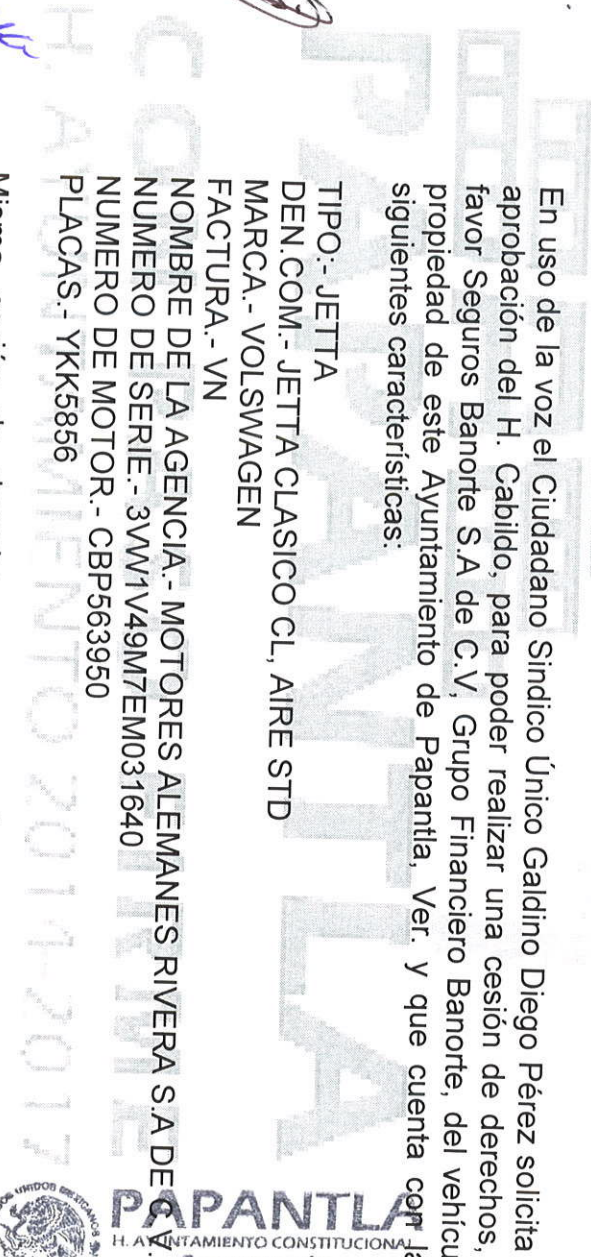 En uso de la voz el Ciudadano Sindico Único Galdino Diego Pérez solicita
aprobación del H. Cabildo, para poder realizar una cesión de derechos,
favor Seguros Banorte S.A de C.V, Grupo Financiero Banorte, del
propiedad de este Ayuntamiento de Papantla, Ver. y que cuenta con
siguientes características:
TIPO:- JETTA
DEN.COM.- JETTA CLASICO CL, AIRE STD
MARCA.- VOLSWAGEN
FACTURA.- VN
NOMBRE DE LA AGENCIA.- MOTORES ALEMANES RIVERA S.A DE C.V.
NUMERO DE SERIE.- 3VW1V49M7EM031640
NUMERO DE MOTOR.- CBP563950
PLACAS.- YKK5856
PAPANTLA
H. AYUNTAMIENTO 2014-2017
PAPANTLA
H. AYUNTAMIENTO CONSTITUCIONAL